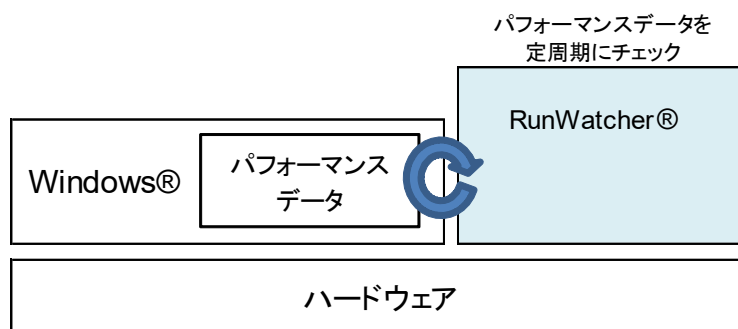 パフォーマンスデータを
定周期にチェック
RunWatcher®
Windows®
パフォーマンス
データ
ハードウェア